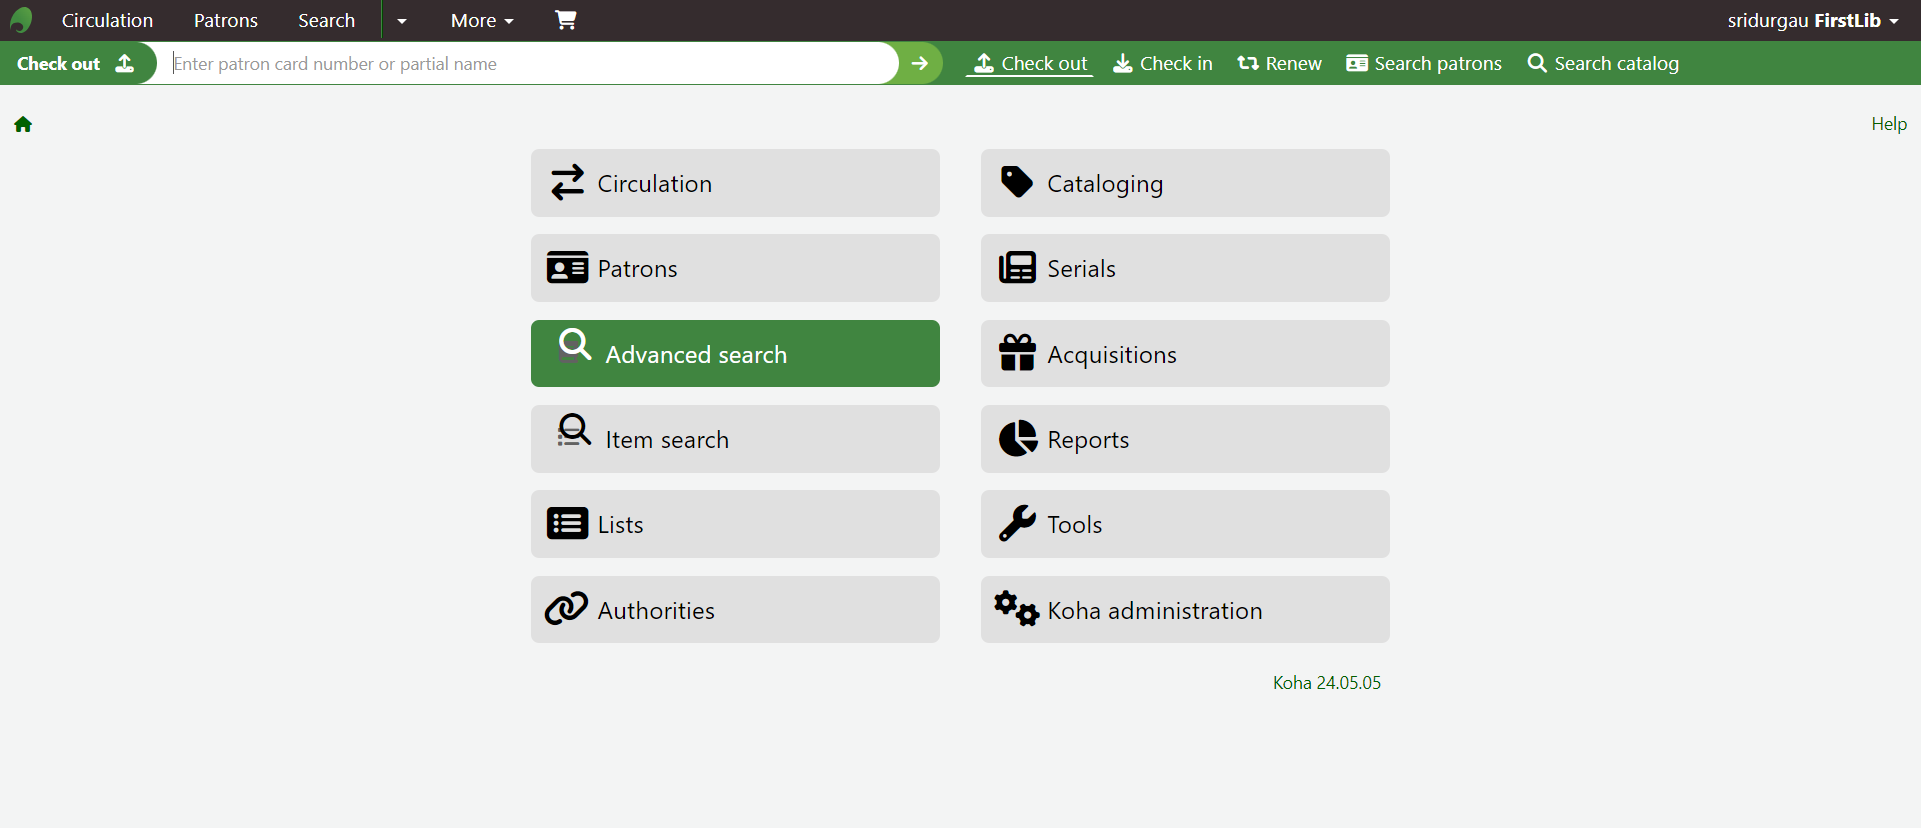 Circulation Patrons Search More sridurgau FirstLib
Check out Enter patron card number or partial name Check out Check in Renew Search patrons Search catalog
Help
Circulation Cataloging
Patrons Serials
Advanced search Acquisitions
Item search Reports
Lists Tools
Authorities Koha administration
Koha 24.05.05